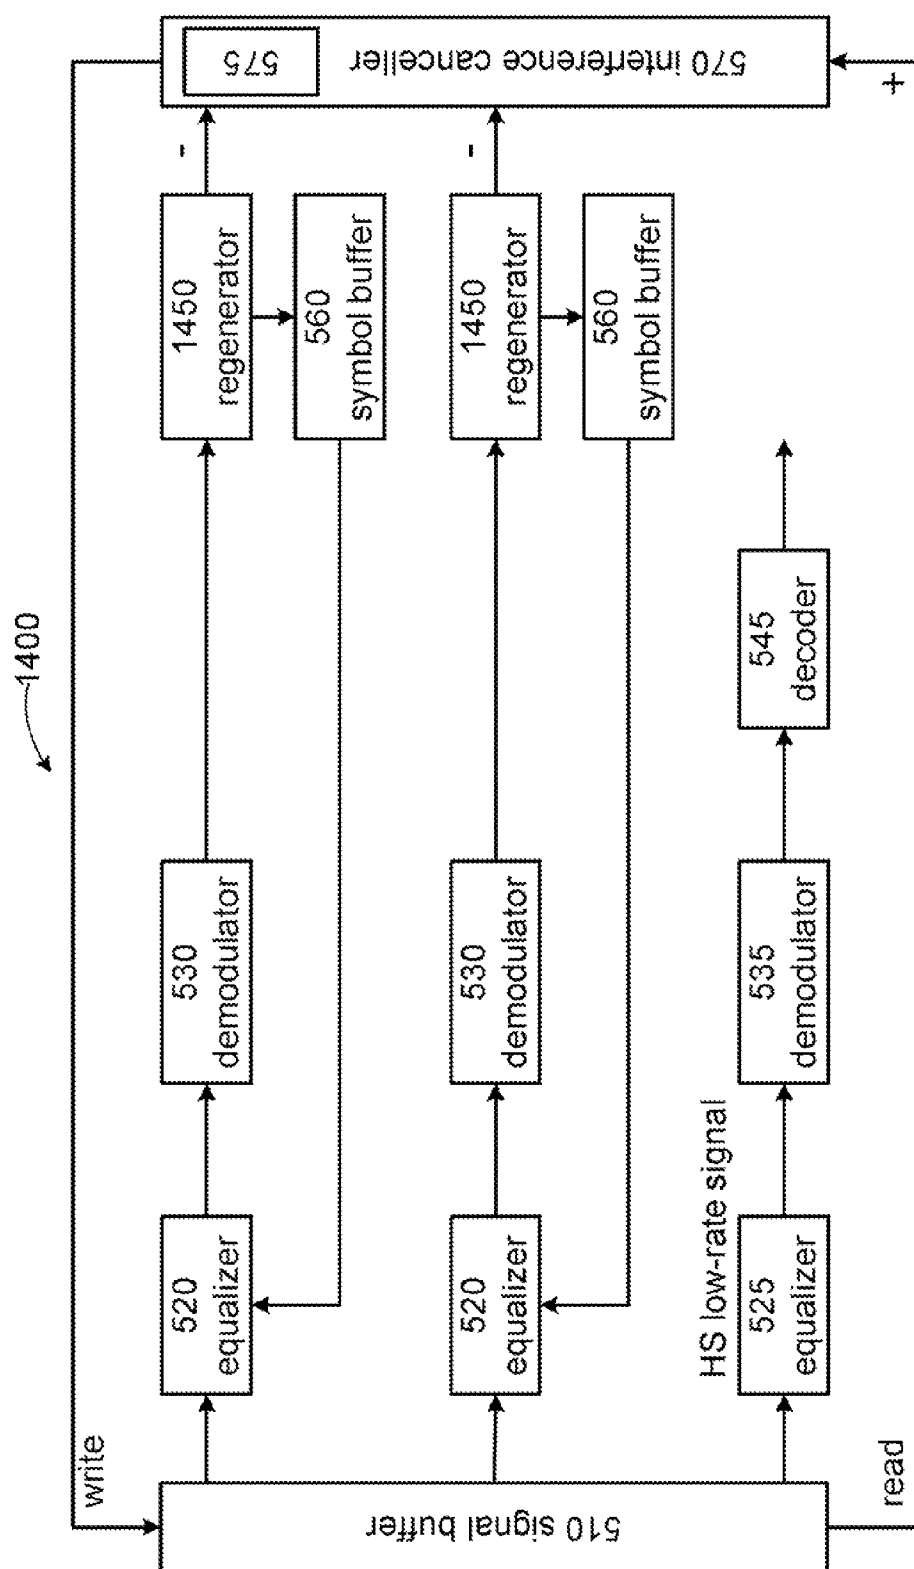 1400
write
510 signal buffer
read
520
equalizer
530
demodulator
1450
regenerator
-
560
symbol buffer
520
equalizer
530
demodulator
1450
regenerator
-
560
symbol buffer
HS low-rate signal
525
equalizer
535
demodulator
545
decoder
575
570 interference canceller
+